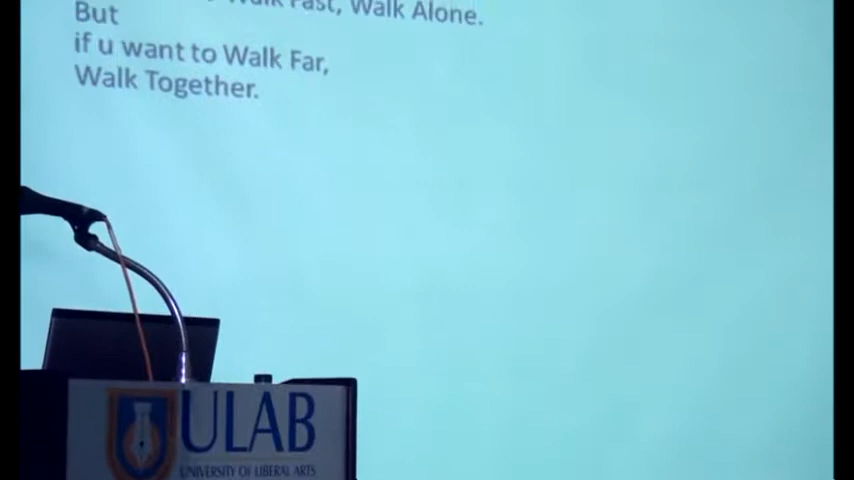 Walk Fast, Walk Alone.
But
if u want to Walk Far,
Walk Together.
ULAB
UNIVERSITY OF LIBERAL ARTS